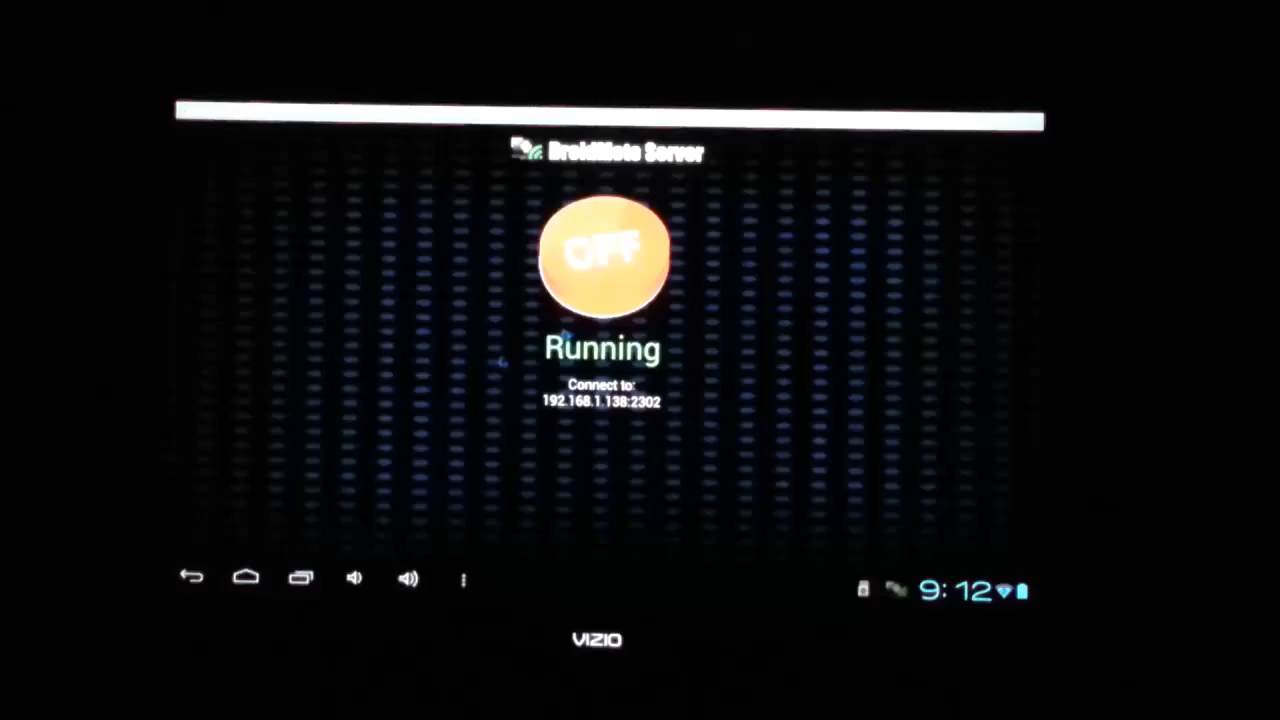 DroidMote Server
OFF
Running
Connect to:
192.168.1.138:2302
9:12
VIZIO